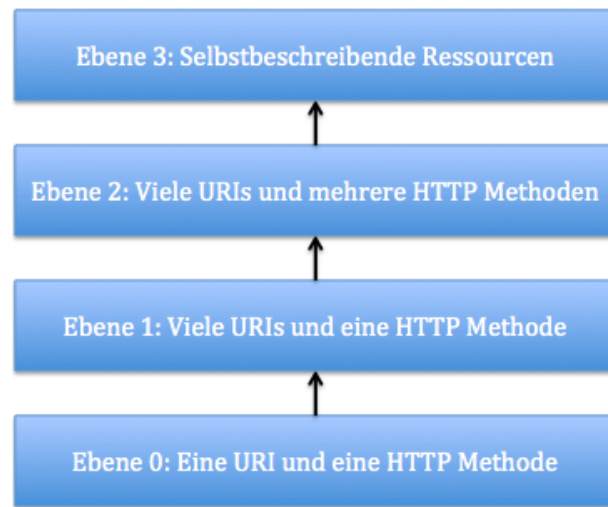 Ebene 3: Selbstbeschreibende Ressourcen
Ebene 2: Viele URIs und mehrere HTTP Methoden
Ebene 1: Viele URIs und eine HTTP Methode
Ebene 0: Eine URI und eine HTTP Methode